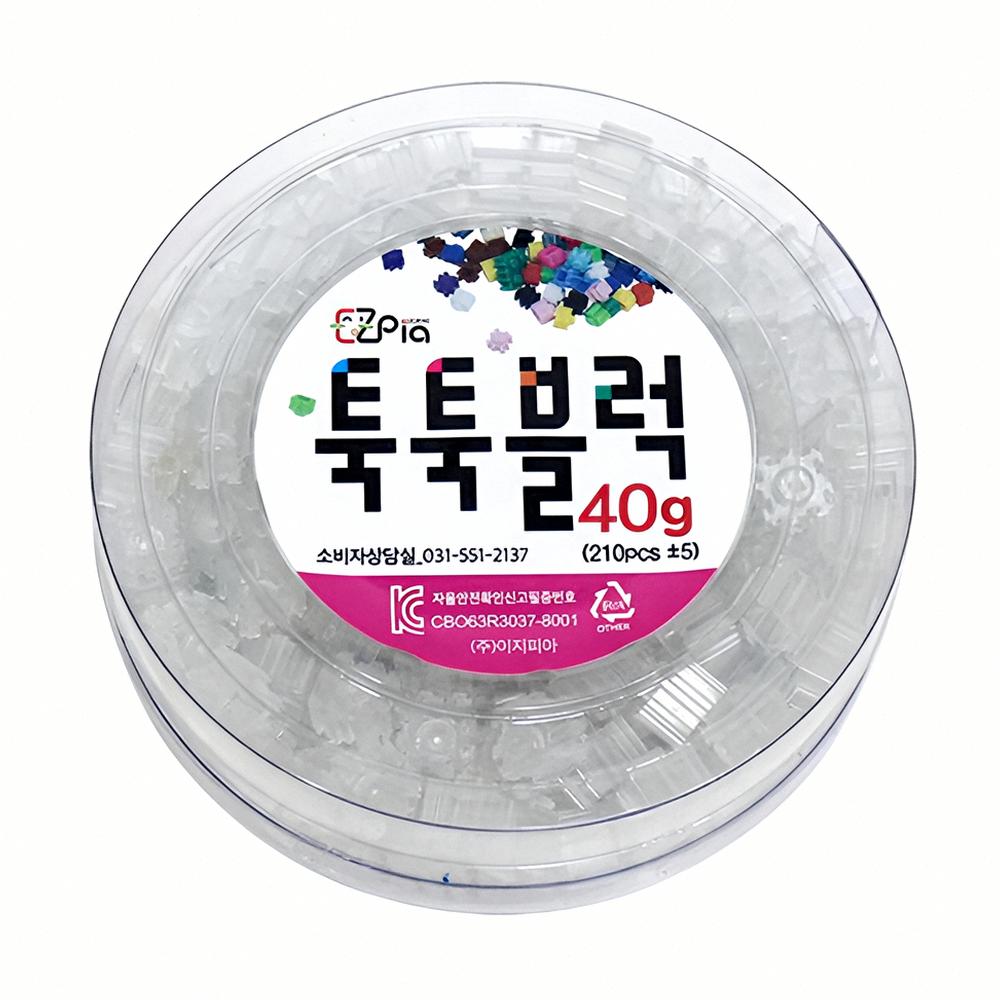 EZPia
툭툭블럭
40g
소비자상담실_031-551-2137 (210pcs ±5)
자율안전확인신고필증번호
CB063R3037-8001
OTHER
(주)이지피아